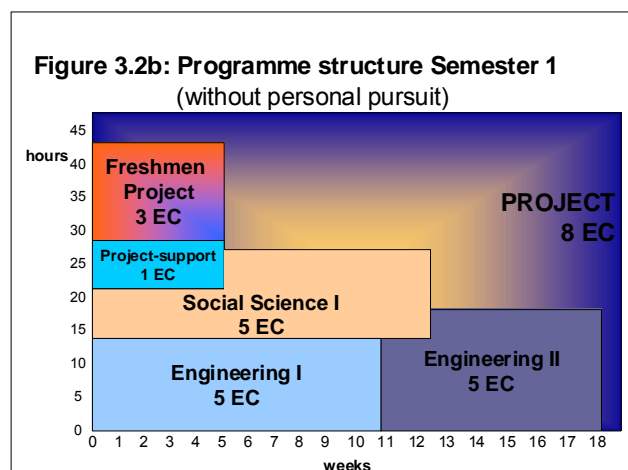 Figure 3.2b: Programme structure Semester 1
(without personal pursuit)
hours
45
40
35
30
25
20
15
10
5
0
Freshmen
Project
3 EC
PROJECT
8 EC
Project-support
1 EC
Social Science I
5 EC
Engineering I
5 EC
Engineering II
5 EC
0 1 2 3 4 5 6 7 8 9 10 11 12 13 14 15 16 17 18
weeks